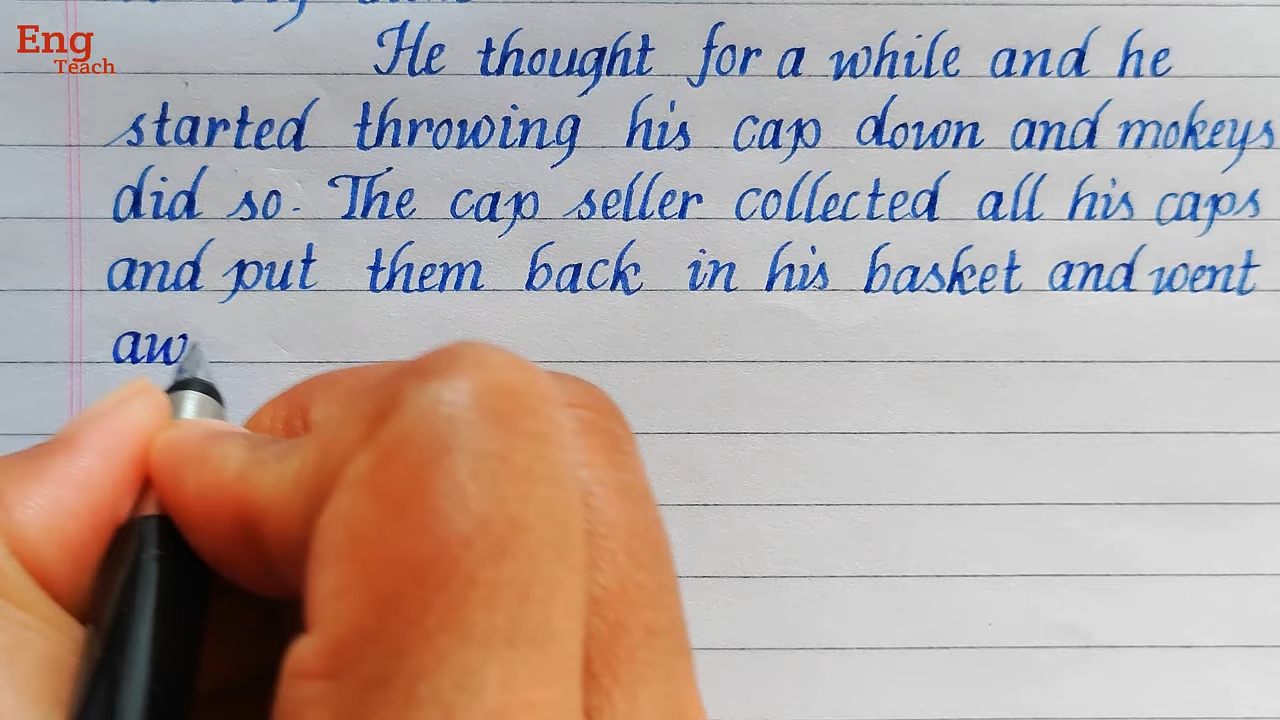 Eng
Teach
He thought for a while and he
started throwing his cap down and mokeys
did so. The cap seller collected all his caps
and put them back in his basket and went
aw